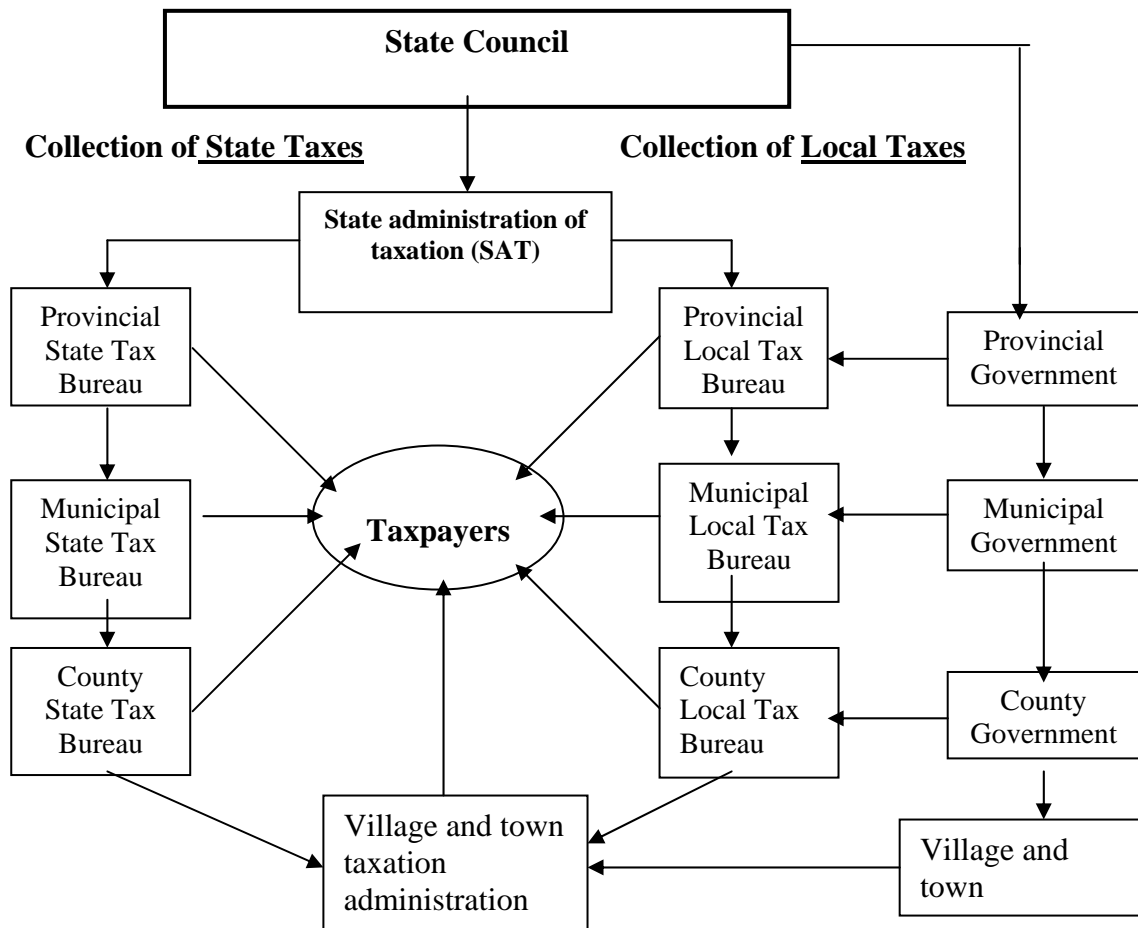 State Council
Collection of State Taxes
Collection of Local Taxes
State administration of
taxation (SAT)
Provincial
State Tax
Bureau
Provincial
Local Tax
Bureau
Provincial
Government
Municipal
State Tax
Bureau
Taxpayers
Municipal
Local Tax
Bureau
Municipal
Government
County
State Tax
Bureau
County
Local Tax
Bureau
County
Government
Village and town
taxation
administration
Village and
town